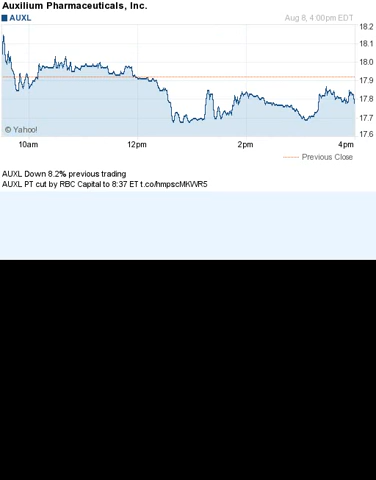 Auxilium Pharmaceuticals, Inc.
AUXL Aug 8, 4:00pm EDT
18.2
18.1
18.0
17.9
17.8
17.7
17.6
© Yahoo!
10am 12pm 2pm 4pm
Previous Close
AUXL Down 8.2% previous trading
AUXL PT cut by RBC Capital to 8:37 ET